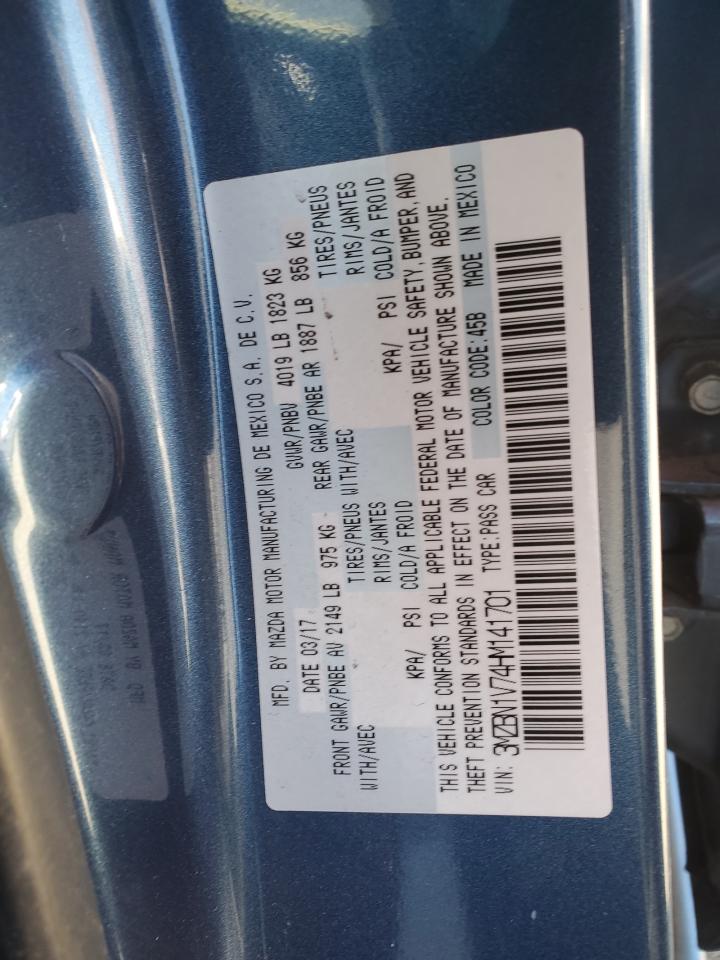 MFD. BY MAZDA MOTOR MANUFACTURING DE MEXICO S.A. DE C.V.
DATE 03/17 GVWR/PNBV 4019 LB 1823 KG
FRONT GAWR/PNBE AV 2149 LB 975 KG REAR GAWR/PNBE AR 1887 LB 856 KG
WITH/AVEC TIRES/PNEUS WITH/AVEC TIRES/PNEUS
RIMS/JANTES RIMS/JANTES
KPA/ PSI COLD/A FROID KPA/ PSI COLD/A FROID
THIS VEHICLE CONFORMS TO ALL APPLICABLE FEDERAL MOTOR VEHICLE SAFETY, BUMPER, AND
THEFT PREVENTION STANDARDS IN EFFECT ON THE DATE OF MANUFACTURE SHOWN ABOVE.
VIN: 3MZBN1V74HM141701 TYPE:PASS CAR COLOR CODE:45B MADE IN MEXICO